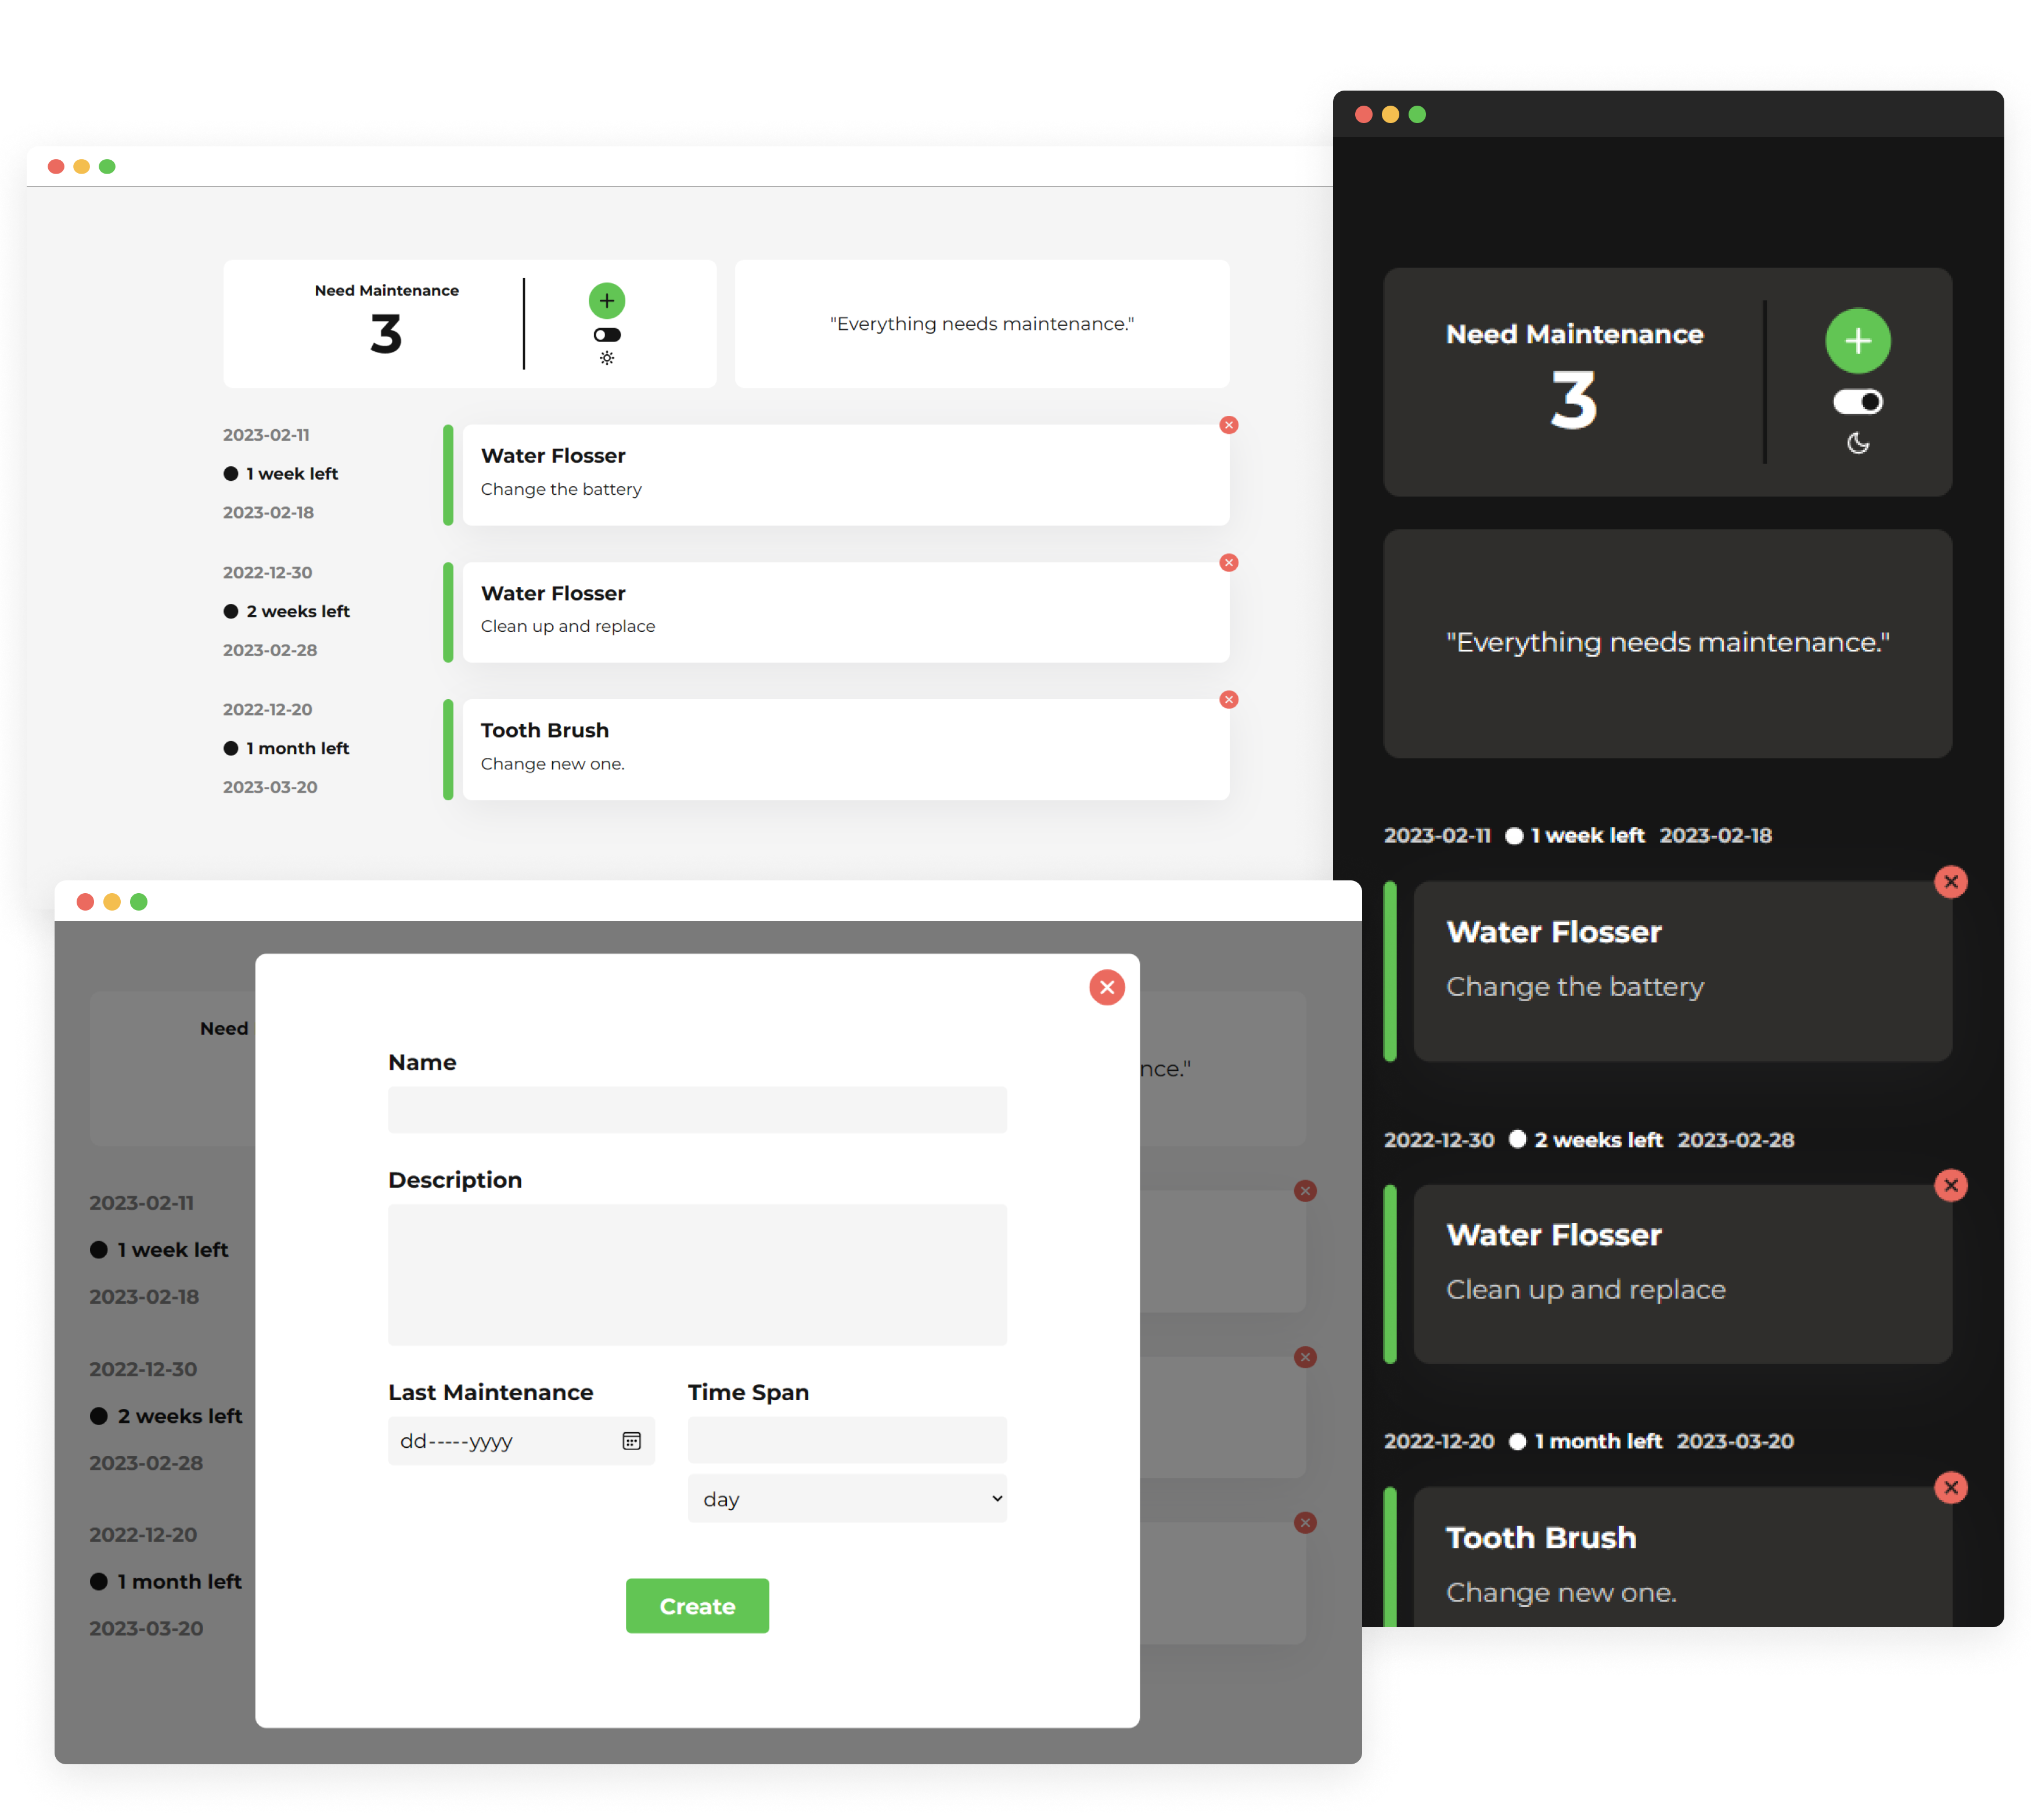 Need Maintenance
3
"Everything needs maintenance."
2023-02-11
1 week left
2023-02-18
Water Flosser
Change the battery
2022-12-30
2 weeks left
2023-02-28
Water Flosser
Clean up and replace
2022-12-20
1 month left
2023-03-20
Tooth Brush
Change new one.
Need Maintenance
3
"Everything needs maintenance."
2023-02-11 1 week left 2023-02-18
Water Flosser
Change the battery
2022-12-30 2 weeks left 2023-02-28
Water Flosser
Clean up and replace
2022-12-20 1 month left 2023-03-20
Tooth Brush
Change new one.
Need
nce."
2023-02-11
1 week left
2023-02-18
2022-12-30
2 weeks left
2023-02-28
2022-12-20
1 month left
2023-03-20
Name
Description
Last Maintenance Time Span
dd-----yyyy
day
Create